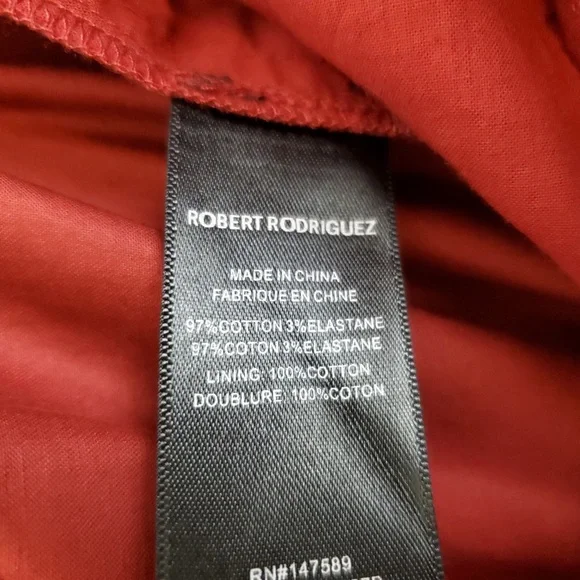 ROBERT RODRIGUEZ
MADE IN CHINA
FABRIQUE EN CHINE
97%COTTON 3%ELASTANE
97%COTON 3%ELASTANE
LINING: 100%COTTON
DOUBLURE: 100%COTON
RN#147589